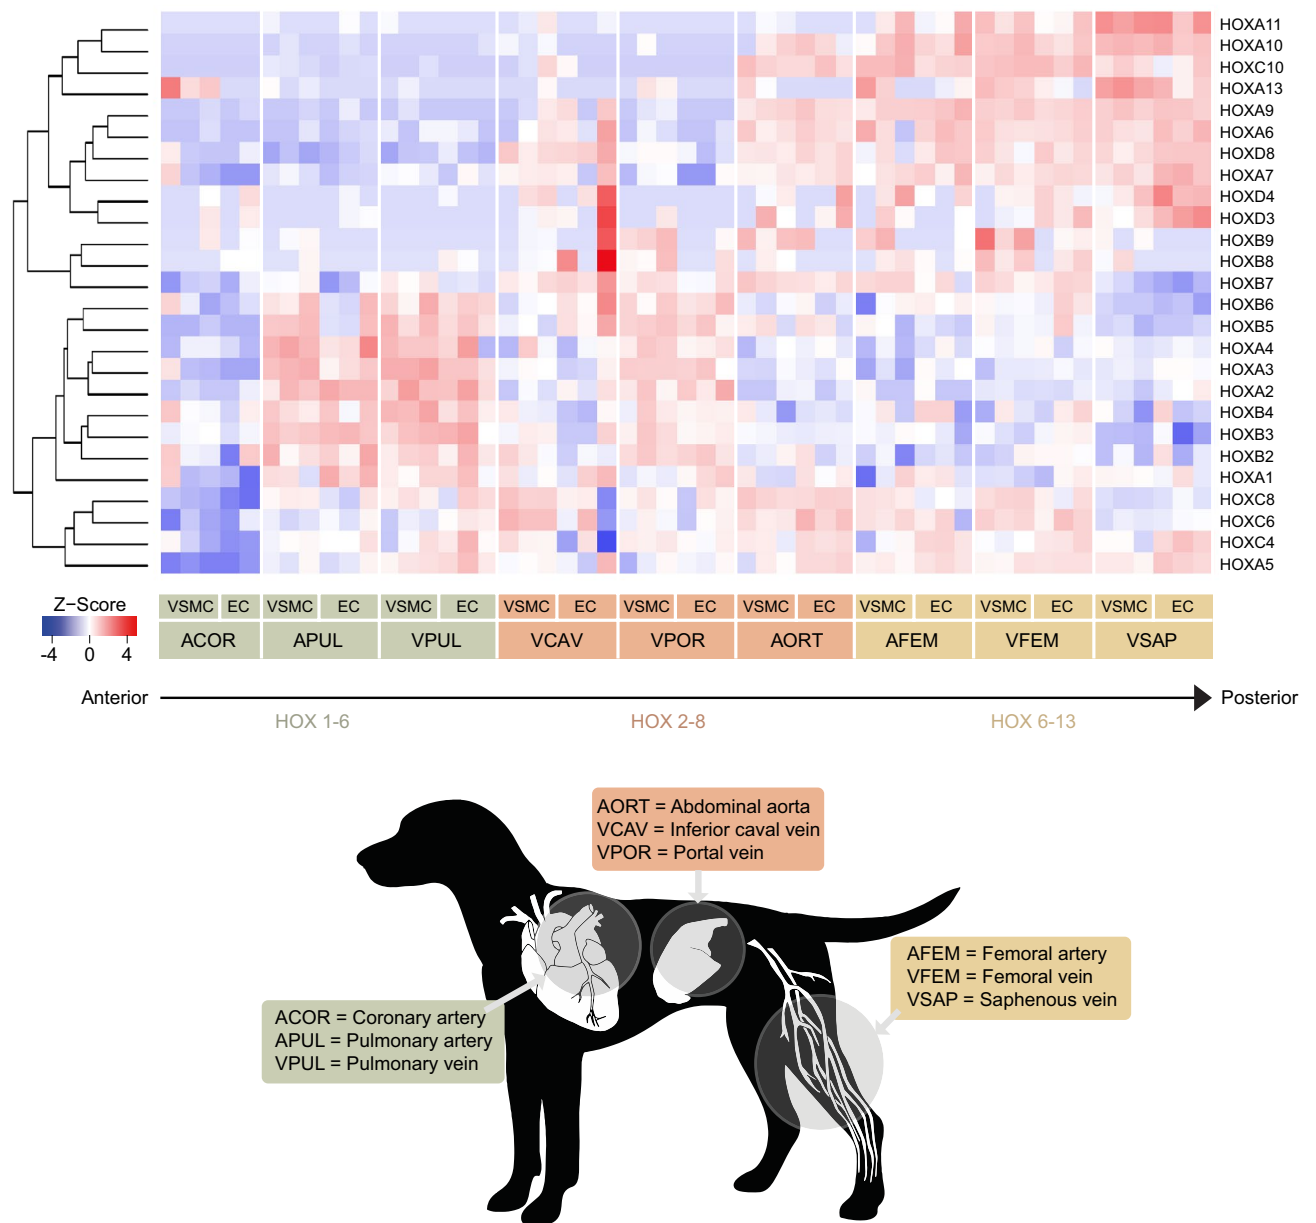 HOXA11
HOXA10
HOXC10
HOXA13
HOXA9
HOXA6
HOXD8
HOXA7
HOXD4
HOXD3
HOXB9
HOXB8
HOXB7
HOXB6
HOXB5
HOXA4
HOXA3
HOXA2
HOXB4
HOXB3
HOXB2
HOXA1
HOXC8
HOXC6
HOXC4
HOXA5
Z−Score
-4 0 4
VSMC EC VSMC EC VSMC EC VSMC EC VSMC EC VSMC EC VSMC EC VSMC EC VSMC EC
ACOR APUL VPUL VCAV VPOR AORT AFEM VFEM VSAP
Anterior Posterior
HOX 1-6 HOX 2-8 HOX 6-13
AORT = Abdominal aorta
VCAV = Inferior caval vein
VPOR = Portal vein
AFEM = Femoral artery
VFEM = Femoral vein
VSAP = Saphenous vein
ACOR = Coronary artery
APUL = Pulmonary artery
VPUL = Pulmonary vein